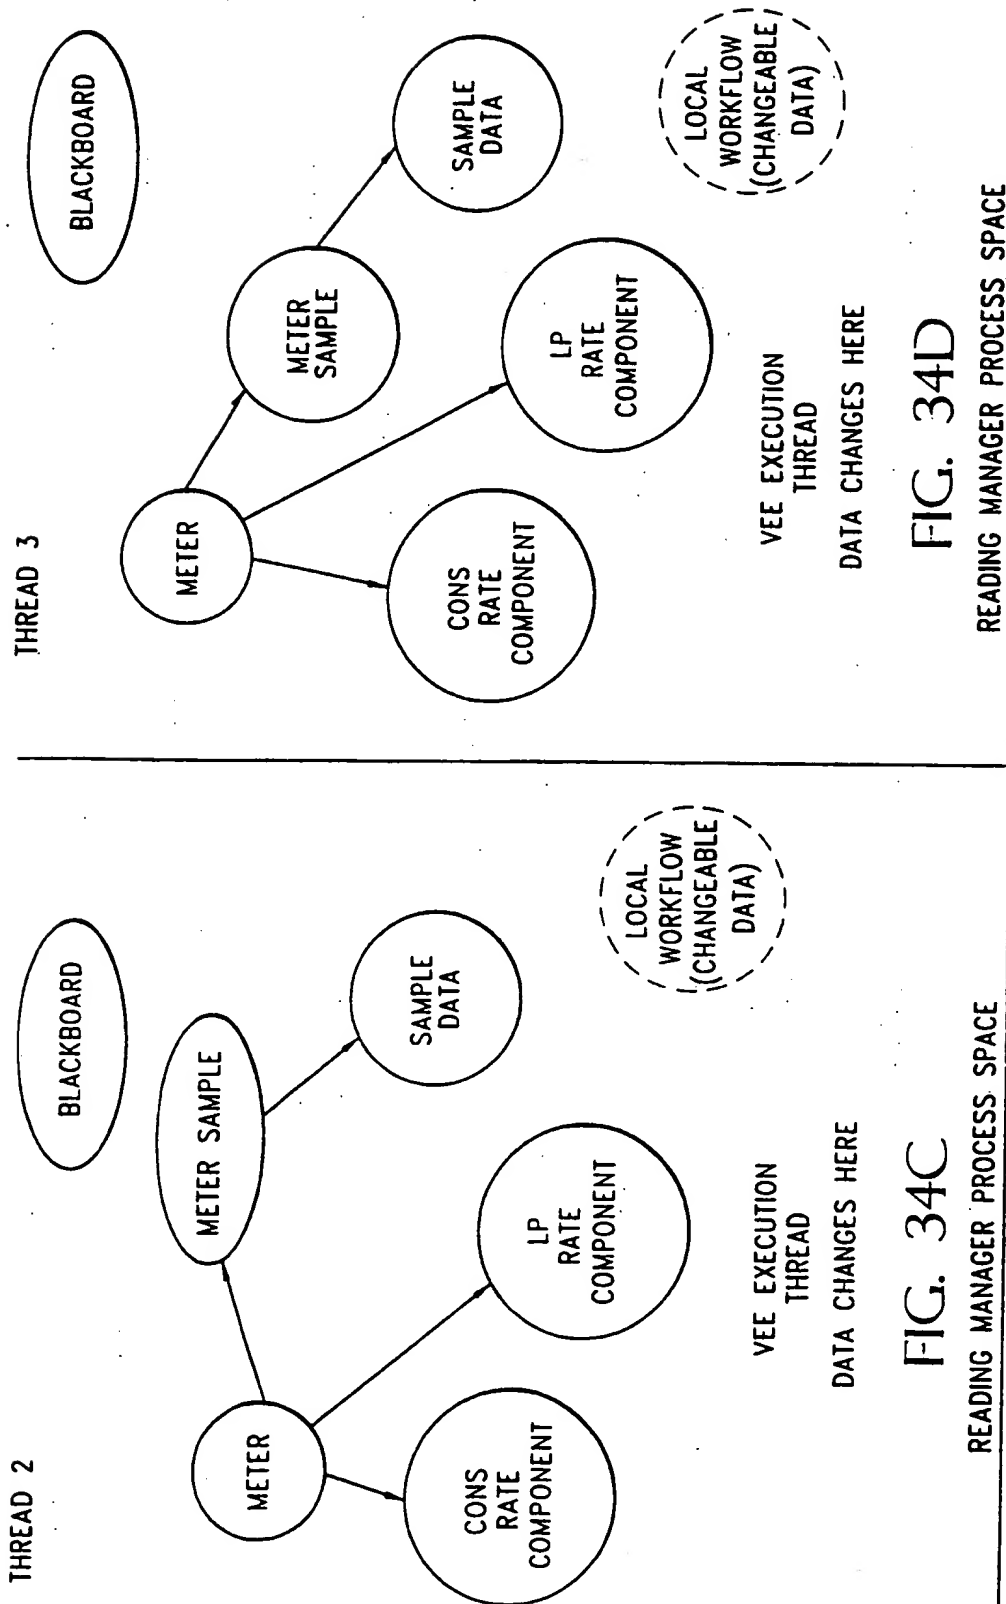 THREAD 2
BLACKBOARD
METER SAMPLE
METER
SAMPLE
DATA
CONS
RATE
COMPONENT
LP
RATE
COMPONENT
LOCAL
WORKFLOW
(CHANGEABLE
DATA)
VEE EXECUTION
THREAD
DATA CHANGES HERE
FIG. 34C
READING MANAGER PROCESS SPACE
THREAD 3
BLACKBOARD
METER
METER
SAMPLE
SAMPLE
DATA
CONS
RATE
COMPONENT
LP
RATE
COMPONENT
LOCAL
WORKFLOW
(CHANGEABLE
DATA)
VEE EXECUTION
THREAD
DATA CHANGES HERE
FIG. 34D
READING MANAGER PROCESS SPACE